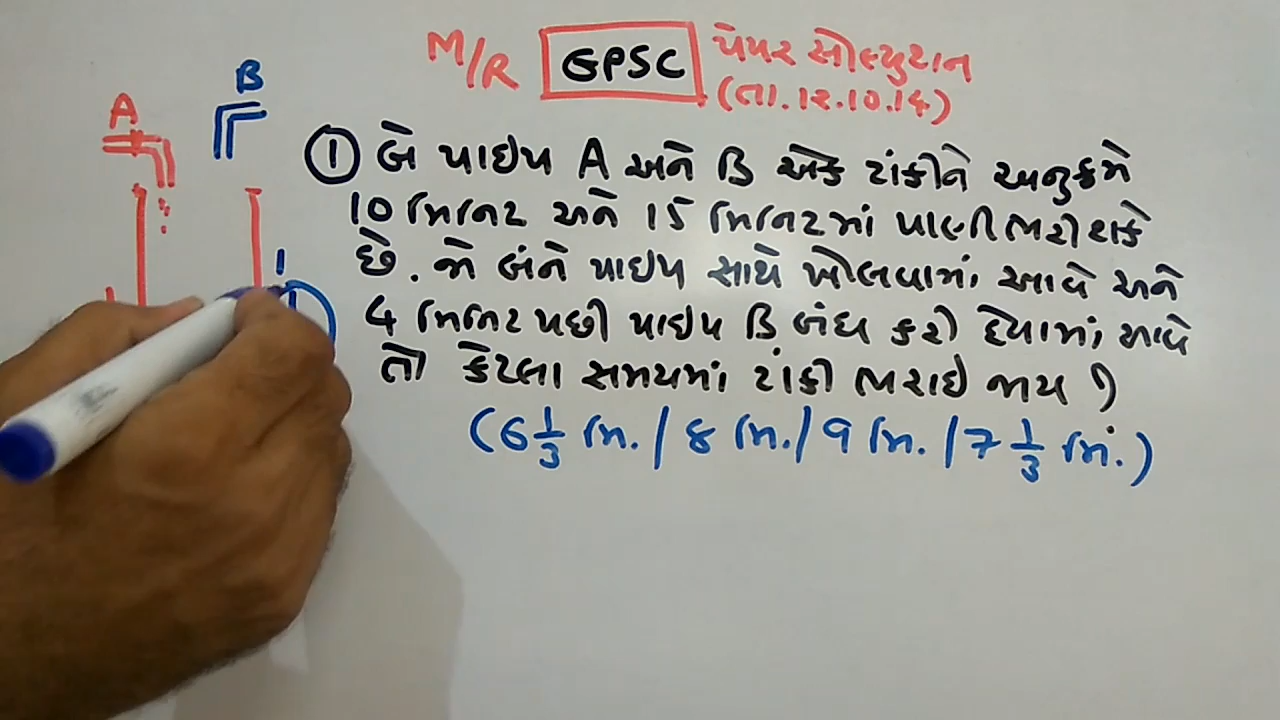 M/R GPSC પેપર સોલ્યુશન
(તા.૧૨.10.14)
A
B
① બે પાઇપ A અને B એક ટાંકીને અનુક્રમે
10 મિનિટ અને 15 મિનિટમાં પાણી ભરી શકે
છે. જો બંને પાઇપ સાથે ખોલવામાં આવે અને
4 મિનિટ પછી પાઇપ B બંધ કરી દેવામાં આવે
તો કેટલા સમયમાં ટાંકી ભરાઇ જાય ?
(6 1/3 મિ. / 8 મિ. / 9 મિ. / 7 1/3 મિ.)